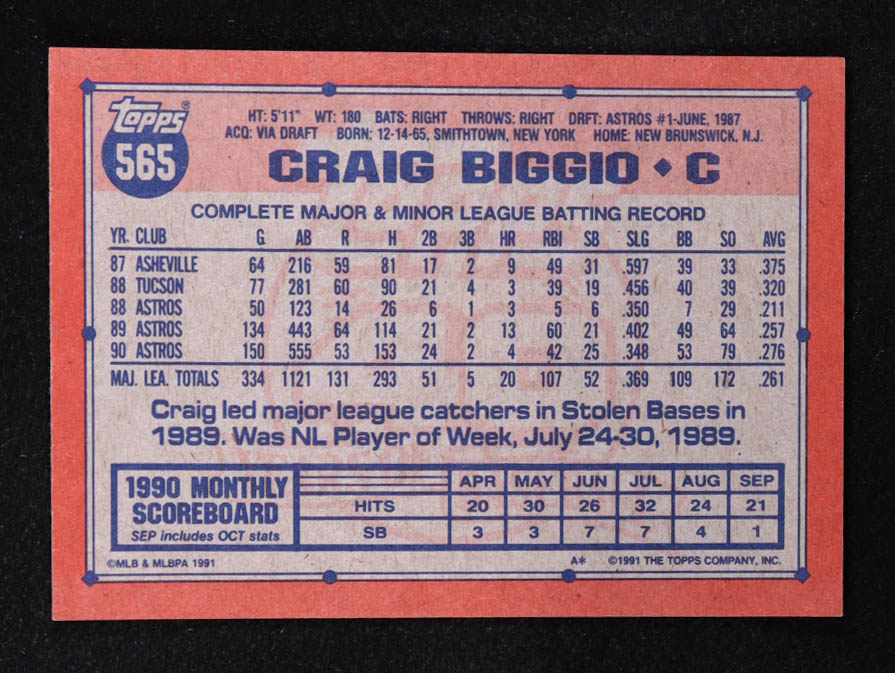 TOPPS®
565
HT: 5'11" WT: 180 BATS: RIGHT THROWS: RIGHT DRFT: ASTROS #1-JUNE, 1987
ACQ: VIA DRAFT BORN: 12-14-65, SMITHTOWN, NEW YORK HOME: NEW BRUNSWICK, N.J.
CRAIG BIGGIO ♦ C
COMPLETE MAJOR & MINOR LEAGUE BATTING RECORD
YR. CLUB G AB R H 2B 3B HR RBI SB SLG BB SO AVG
87 ASHEVILLE 64 216 59 81 17 2 9 49 31 .597 39 33 .375
88 TUCSON 77 281 60 90 21 4 3 39 19 .456 40 39 .320
88 ASTROS 50 123 14 26 6 1 3 5 6 .350 7 29 .211
89 ASTROS 134 443 64 114 21 2 13 60 21 .402 49 64 .257
90 ASTROS 150 555 53 153 24 2 4 42 25 .348 53 79 .276
MAJ. LEA. TOTALS 334 1121 131 293 51 5 20 107 52 .369 109 172 .261
Craig led major league catchers in Stolen Bases in
1989. Was NL Player of Week, July 24-30, 1989.
1990 MONTHLY
SCOREBOARD
SEP includes OCT stats
APR MAY JUN JUL AUG SEP
HITS 20 30 26 32 24 21
SB 3 3 7 7 4 1
©MLB & MLBPA 1991 A* ©1991 THE TOPPS COMPANY, INC.